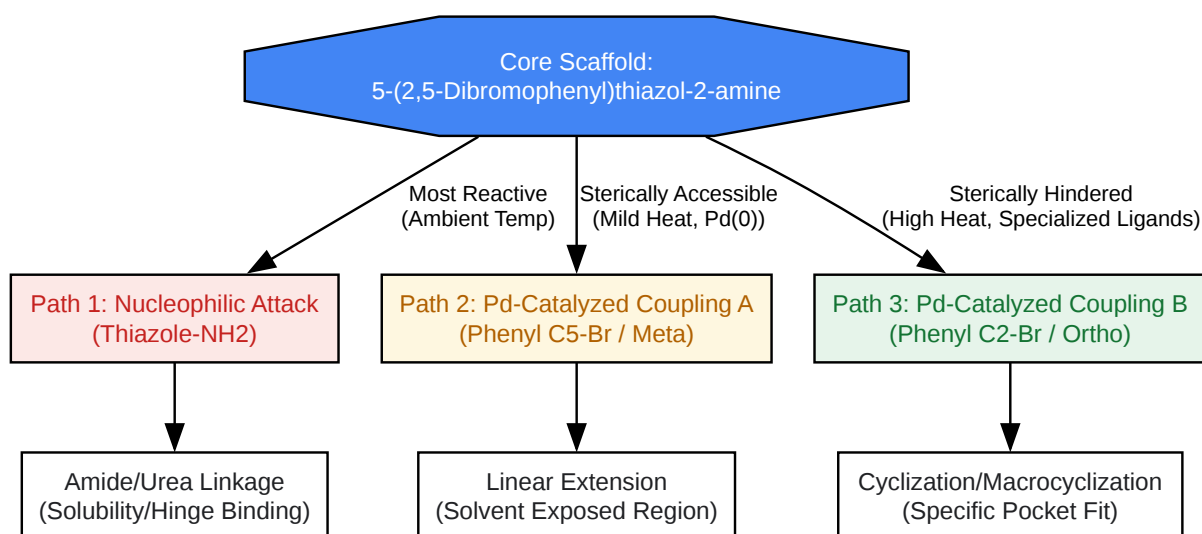 Core Scaffold:
5-(2,5-Dibromophenyl)thiazol-2-amine
Most Reactive
(Ambient Temp)
Sterically Accessible
(Mild Heat, Pd(0))
Sterically Hindered
(High Heat, Specialized Ligands)
Path 1: Nucleophilic Attack
(Thiazole-NH2)
Path 2: Pd-Catalyzed Coupling A
(Phenyl C5-Br / Meta)
Path 3: Pd-Catalyzed Coupling B
(Phenyl C2-Br / Ortho)
Amide/Urea Linkage
(Solubility/Hinge Binding)
Linear Extension
(Solvent Exposed Region)
Cyclization/Macrocyclization
(Specific Pocket Fit)